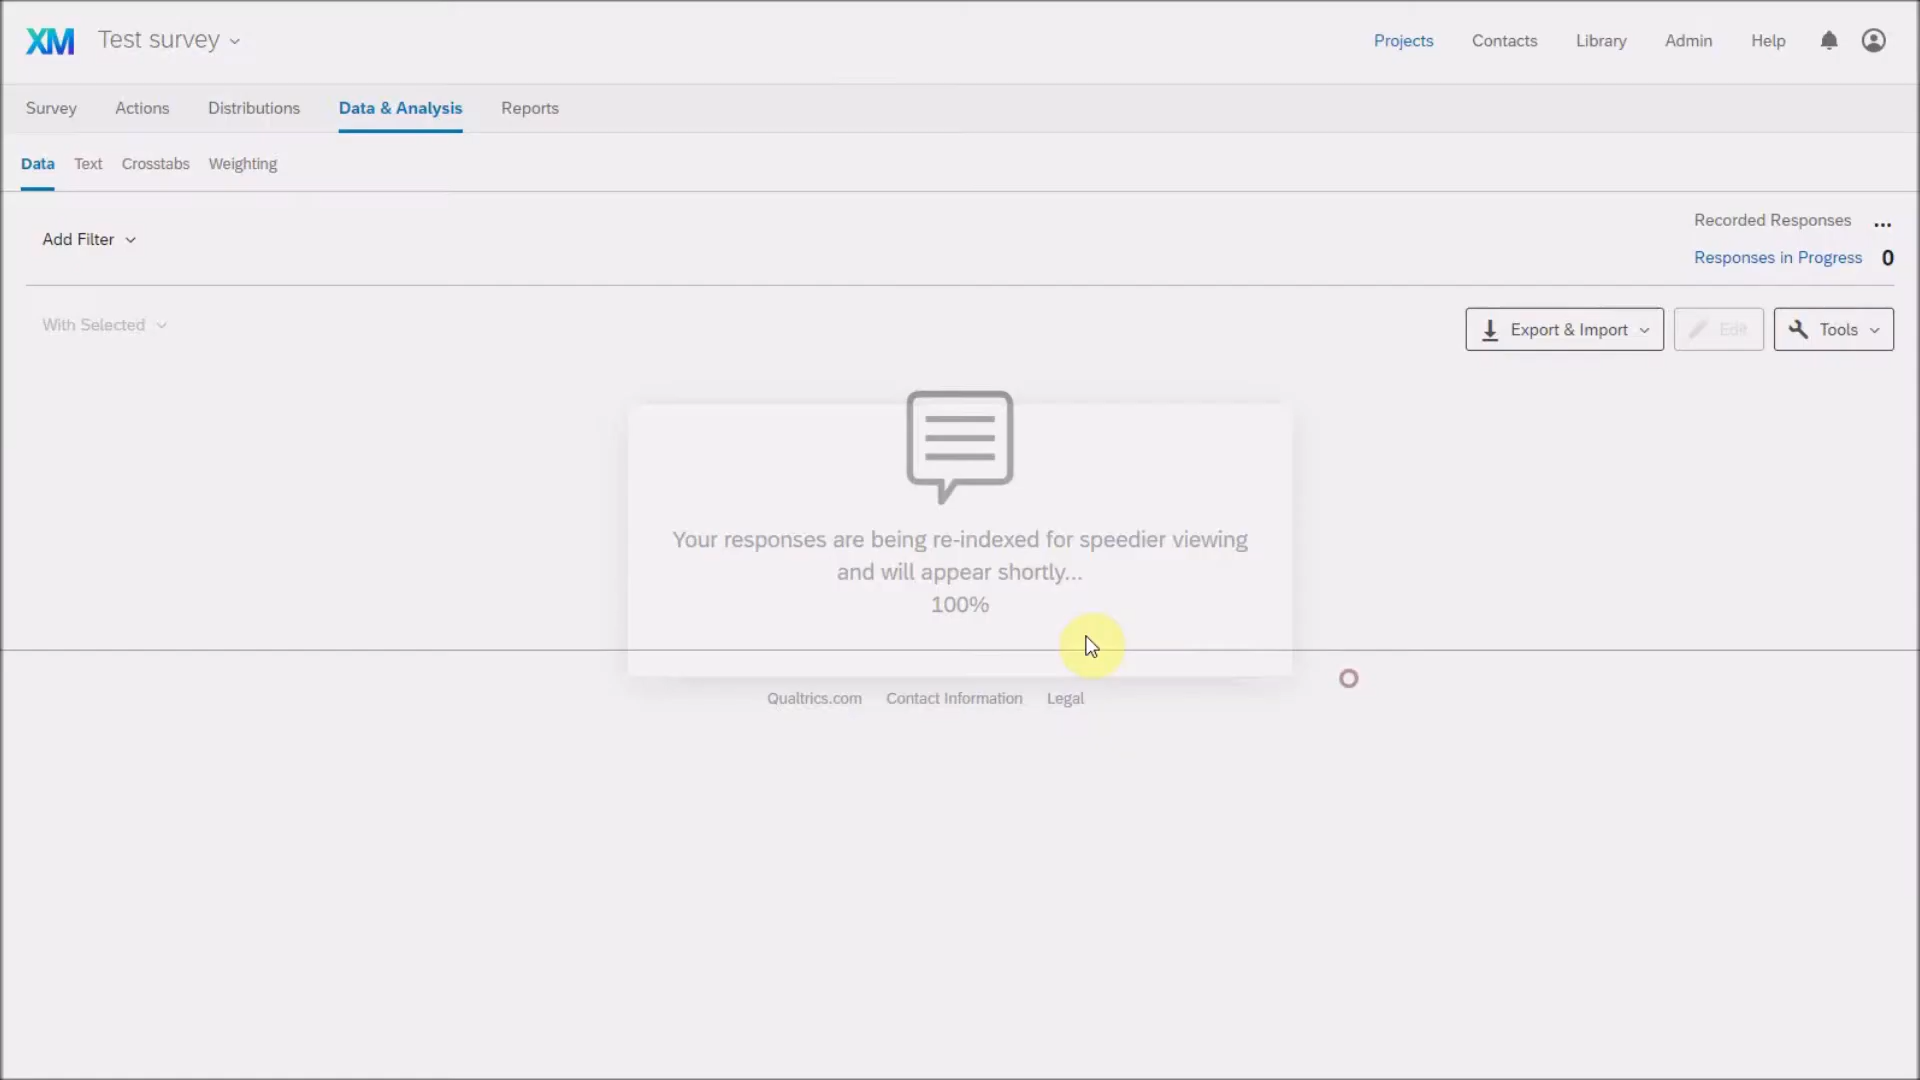 XM Test survey
Projects Contacts Library Admin Help
Survey Actions Distributions Data & Analysis Reports
Data Text Crosstabs Weighting
Add Filter
Recorded Responses ...
Responses in Progress 0
With Selected
Export & Import Edit Tools
Your responses are being re-indexed for speedier viewing
and will appear shortly...
100%
Qualtrics.com Contact Information Legal